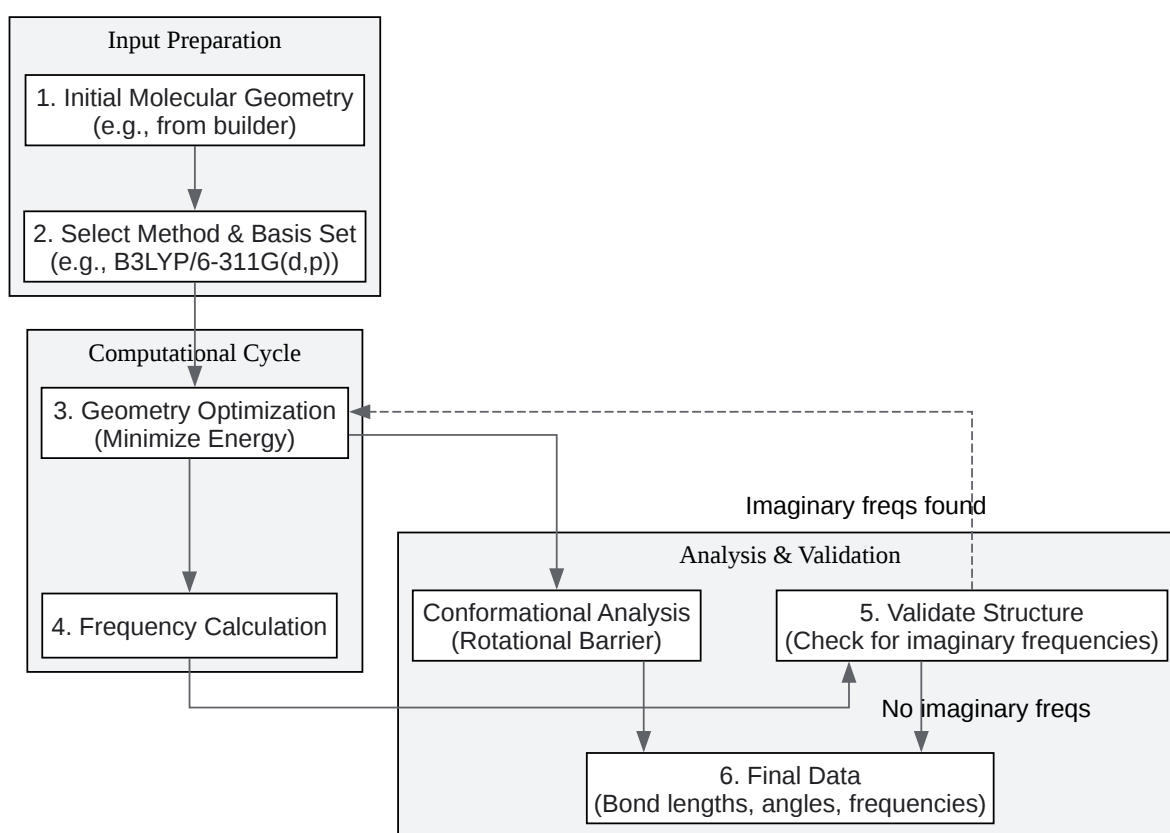 Input Preparation
1. Initial Molecular Geometry
(e.g., from builder)
2. Select Method & Basis Set
(e.g., B3LYP/6-311G(d,p))
Computational Cycle
3. Geometry Optimization
(Minimize Energy)
4. Frequency Calculation
Imaginary freqs found
Analysis & Validation
Conformational Analysis
(Rotational Barrier)
5. Validate Structure
(Check for imaginary frequencies)
No imaginary freqs
6. Final Data
(Bond lengths, angles, frequencies)